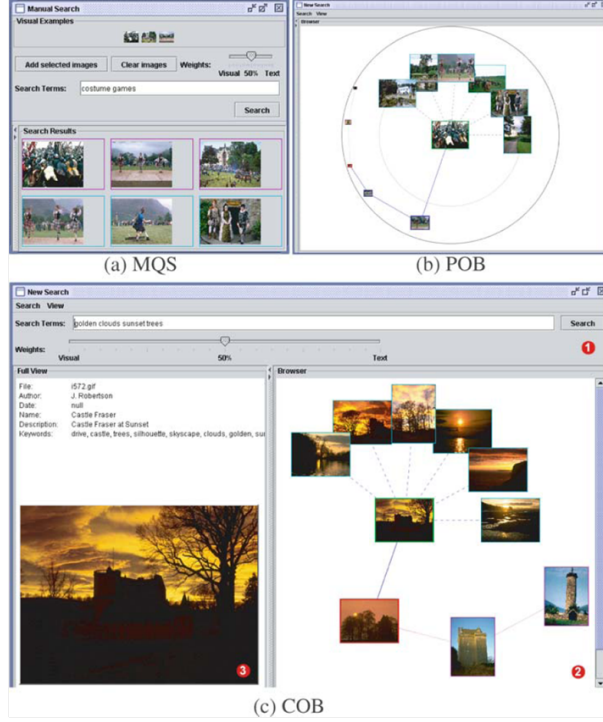 Manual Search
Visual Examples
Add selected images
Clear images
Weights:
Visual 50% Text
Search Terms:
costume games
Search
Search Results
(a) MQS
New Search
Search View
Browser
(b) POB
New Search
Search View
Search Terms:
golden clouds sunset trees
Search
Weights:
Visual
50%
Text
1
Full View
File: i572.gif
Author: J. Robertson
Date: null
Name: Castle Fraser
Description: Castle Fraser at Sunset
Keywords: drive, castle, trees, silhouette, skyscape, clouds, golden, su
3
Browser
2
(c) COB